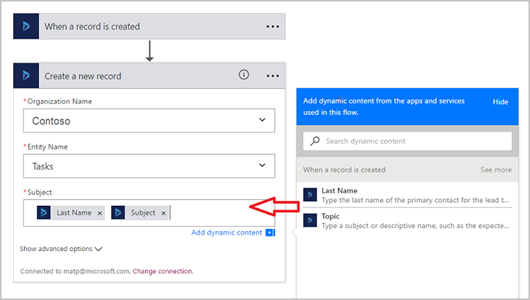 When a record is created
Create a new record
* Organization Name
Contoso
* Entity Name
Tasks
* Subject
Last Name × Subject ×
Add dynamic content
Show advanced options
Connected to matp@microsoft.com. Change connection.
Add dynamic content from the apps and services
used in this flow.
Hide
Search dynamic content
When a record is created
See more
Last Name
Type the last name of the primary contact for the lead t...
Topic
Type a subject or descriptive name, such as the expecte...